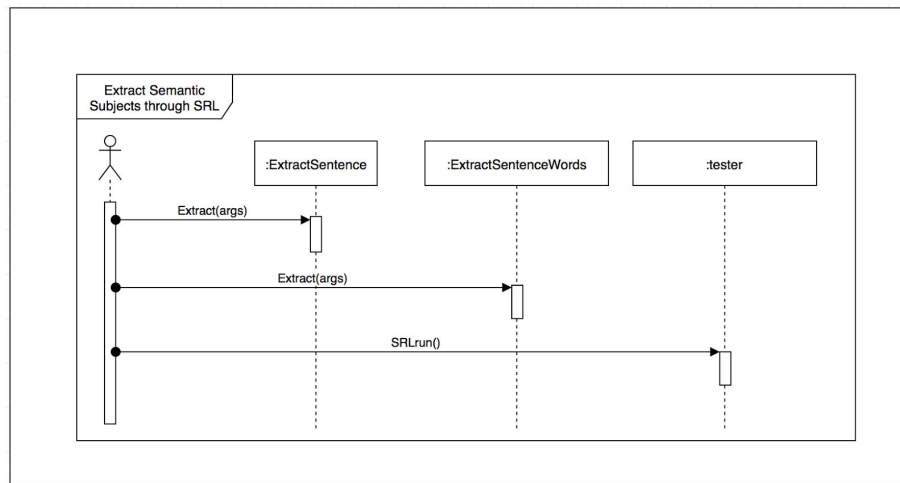 Extract Semantic
Subjects through SRL
:ExtractSentence
:ExtractSentenceWords
:tester
Extract(args)
Extract(args)
SRLrun()